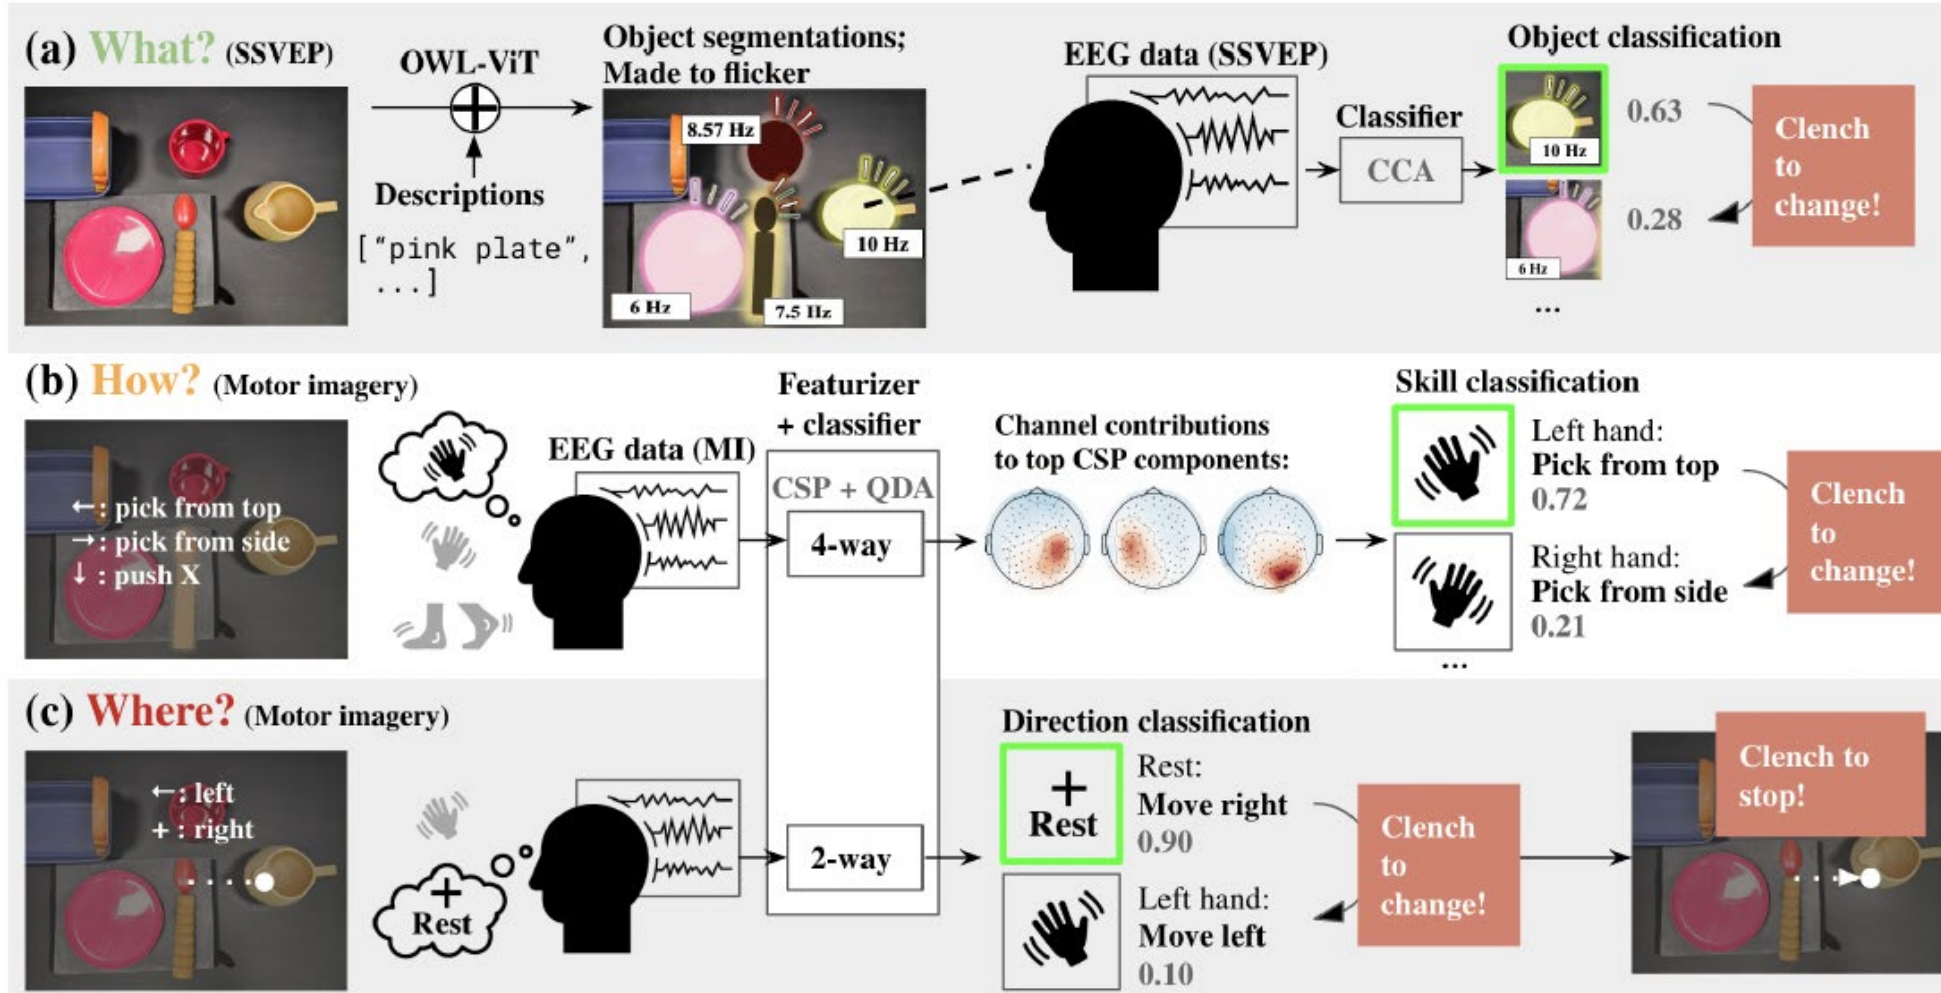 (a) What? (SSVEP)
OWL-ViT
Descriptions
["pink plate",
...]
Object segmentations;
Made to flicker
8.57 Hz
10 Hz
6 Hz
7.5 Hz
EEG data (SSVEP)
Classifier
CCA
Object classification
10 Hz
0.63
6 Hz
0.28
...
Clench
to
change!
(b) How? (Motor imagery)
←: pick from top
→: pick from side
↓: push X
EEG data (MI)
Featurizer
+ classifier
CSP + QDA
4-way
Channel contributions
to top CSP components:
Skill classification
Left hand:
Pick from top
0.72
Right hand:
Pick from side
0.21
...
Clench
to
change!
(c) Where? (Motor imagery)
←: left
+ : right
+
Rest
2-way
Direction classification
+
Rest
Rest:
Move right
0.90
Left hand:
Move left
0.10
Clench
to
change!
Clench to
stop!